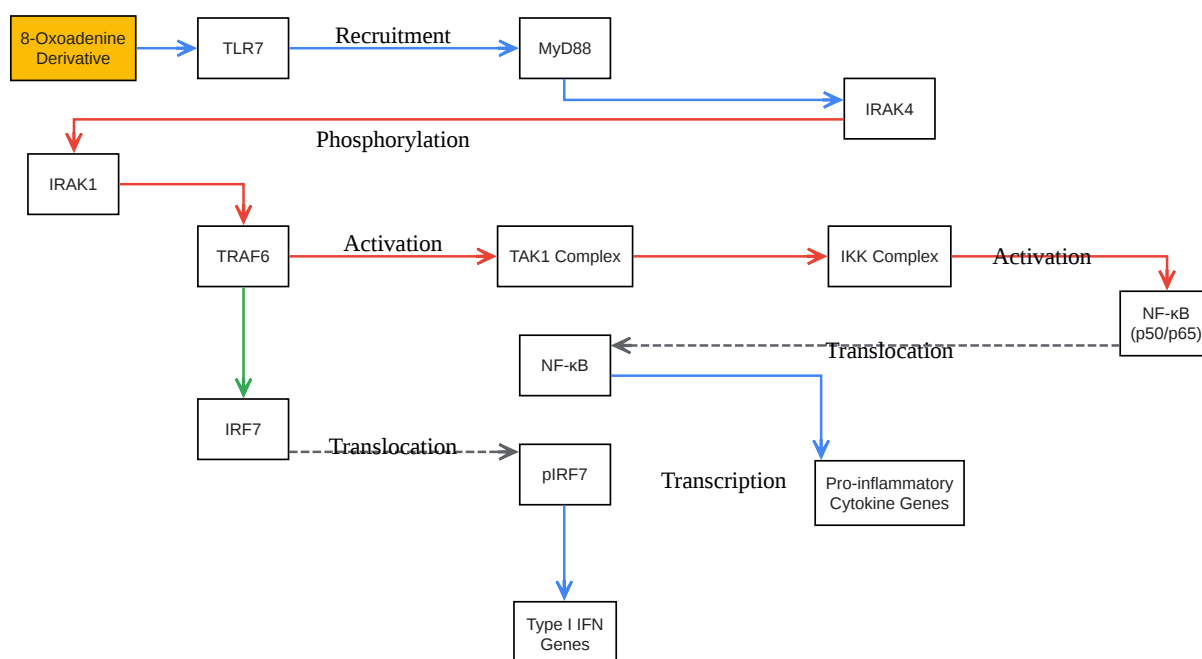 8-Oxoadenine
Derivative
TLR7
Recruitment
MyD88
IRAK4
Phosphorylation
IRAK1
TRAF6
Activation
TAK1 Complex
IKK Complex
Activation
NF-κB
(p50/p65)
NF-κB
Translocation
IRF7
Translocation
pIRF7
Transcription
Pro-inflammatory
Cytokine Genes
Type I IFN
Genes